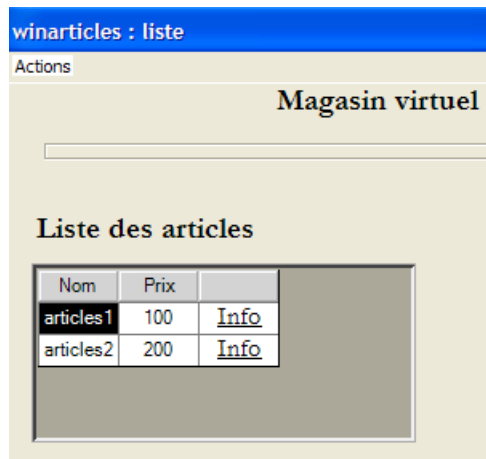 winarticles : liste
Actions
Magasin virtuel
Liste des articles
Nom Prix
articles1 100 Info
articles2 200 Info